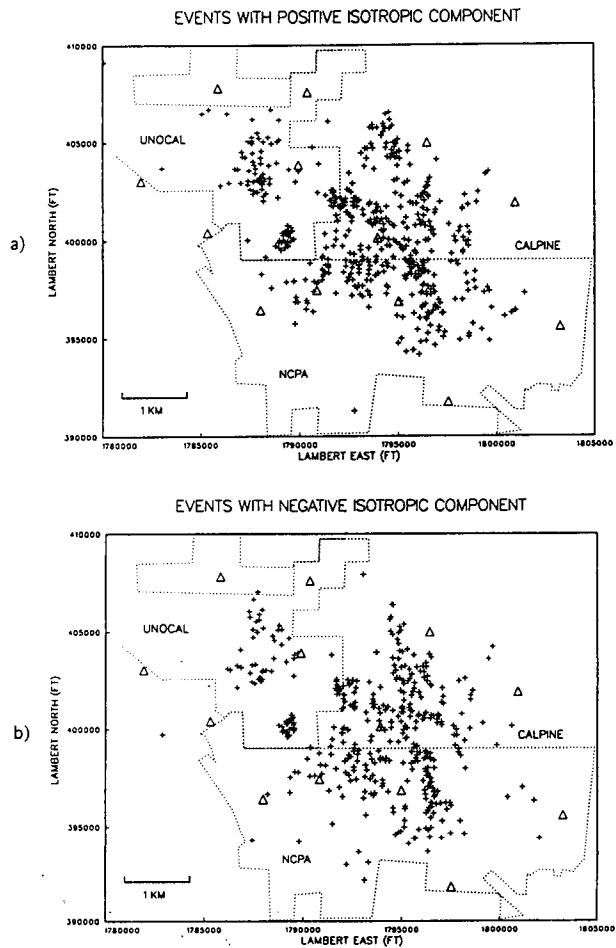 EVENTS WITH POSITIVE ISOTROPIC COMPONENT
a)
LAMBERT NORTH (FT)
410000
405000
400000
395000
390000
UNOCAL
CALPINE
NCPA
1 KM
1780000 1785000 1790000 1795000 1800000 1805000
LAMBERT EAST (FT)
EVENTS WITH NEGATIVE ISOTROPIC COMPONENT
b)
LAMBERT NORTH (FT)
410000
405000
400000
395000
390000
UNOCAL
CALPINE
NCPA
1 KM
1780000 1785000 1790000 1795000 1800000 1805000
LAMBERT EAST (FT)